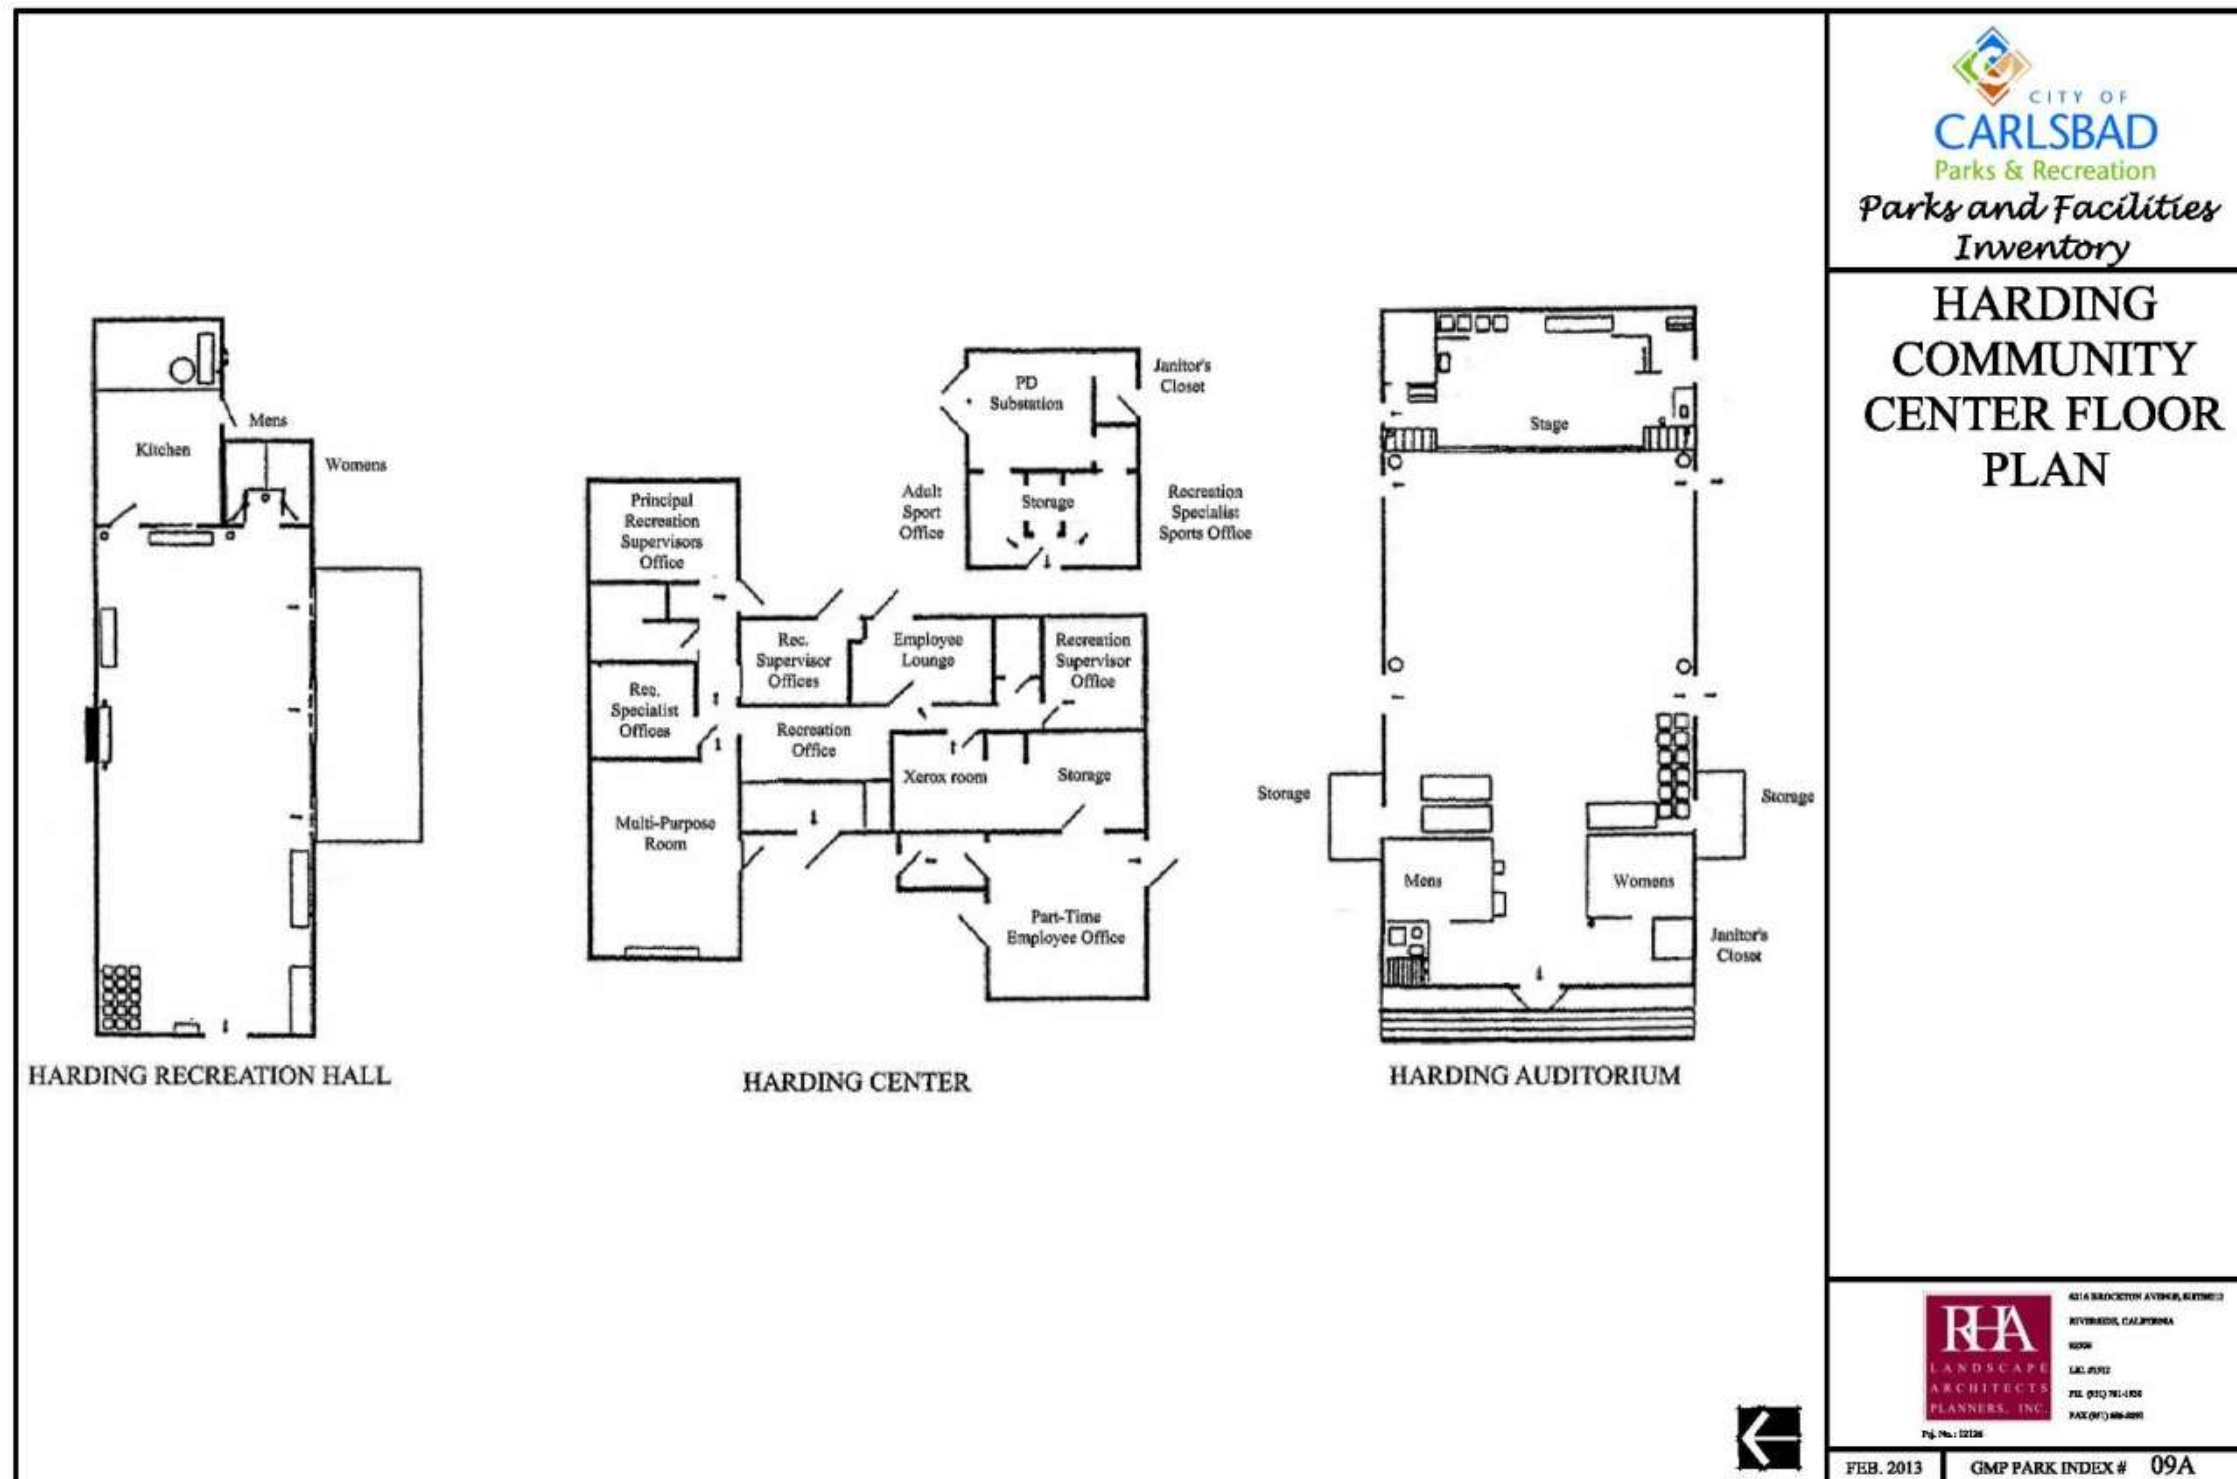 CITY OF
CARLSBAD
Parks & Recreation
Parks and Facilities
Inventory
HARDING
COMMUNITY
CENTER FLOOR
PLAN
Kitchen
Mens
Womens
HARDING RECREATION HALL
PD
Substation
Janitor's
Closet
Adult
Sport
Office
Storage
Recreation
Specialist
Sports Office
Principal
Recreation
Supervisors
Office
Rec.
Supervisor
Offices
Employee
Lounge
Recreation
Supervisor
Office
Rec.
Specialist
Offices
Recreation
Office
Xerox room
Storage
Multi-Purpose
Room
Part-Time
Employee Office
HARDING CENTER
Stage
Storage
Storage
Mens
Womens
Janitor's
Closet
HARDING AUDITORIUM
RHA
LANDSCAPE
ARCHITECTS
PLANNERS, INC.
RIVERSIDE, CALIFORNIA
FEB. 2013
GMP PARK INDEX # 09A